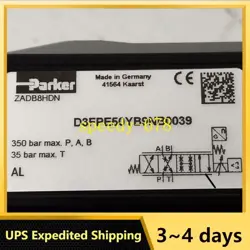 Parker
ZADB8HDN
Made in Germany
41564 Kaarst
D3FPE50YB9NB0039
350 bar max. P, A, B
35 bar max. T
AL
A B
P T
UPS Expedited Shipping
3~4 days